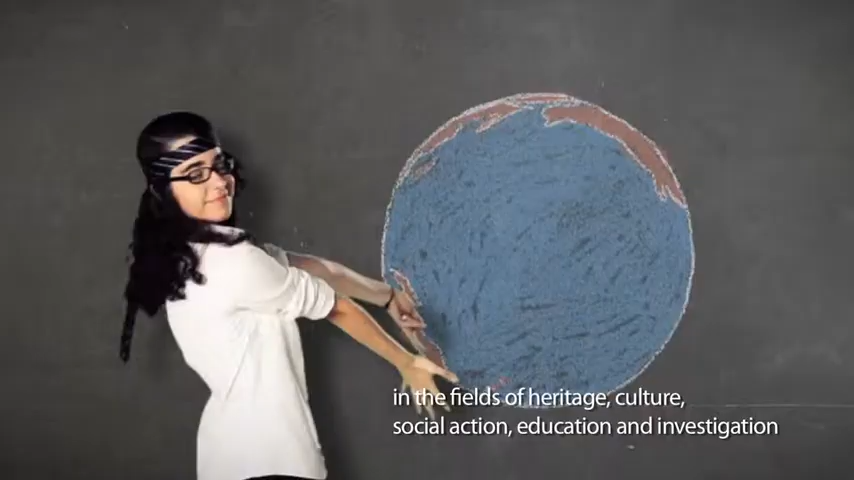 in the fields of heritage, culture,
social action, education and investigation